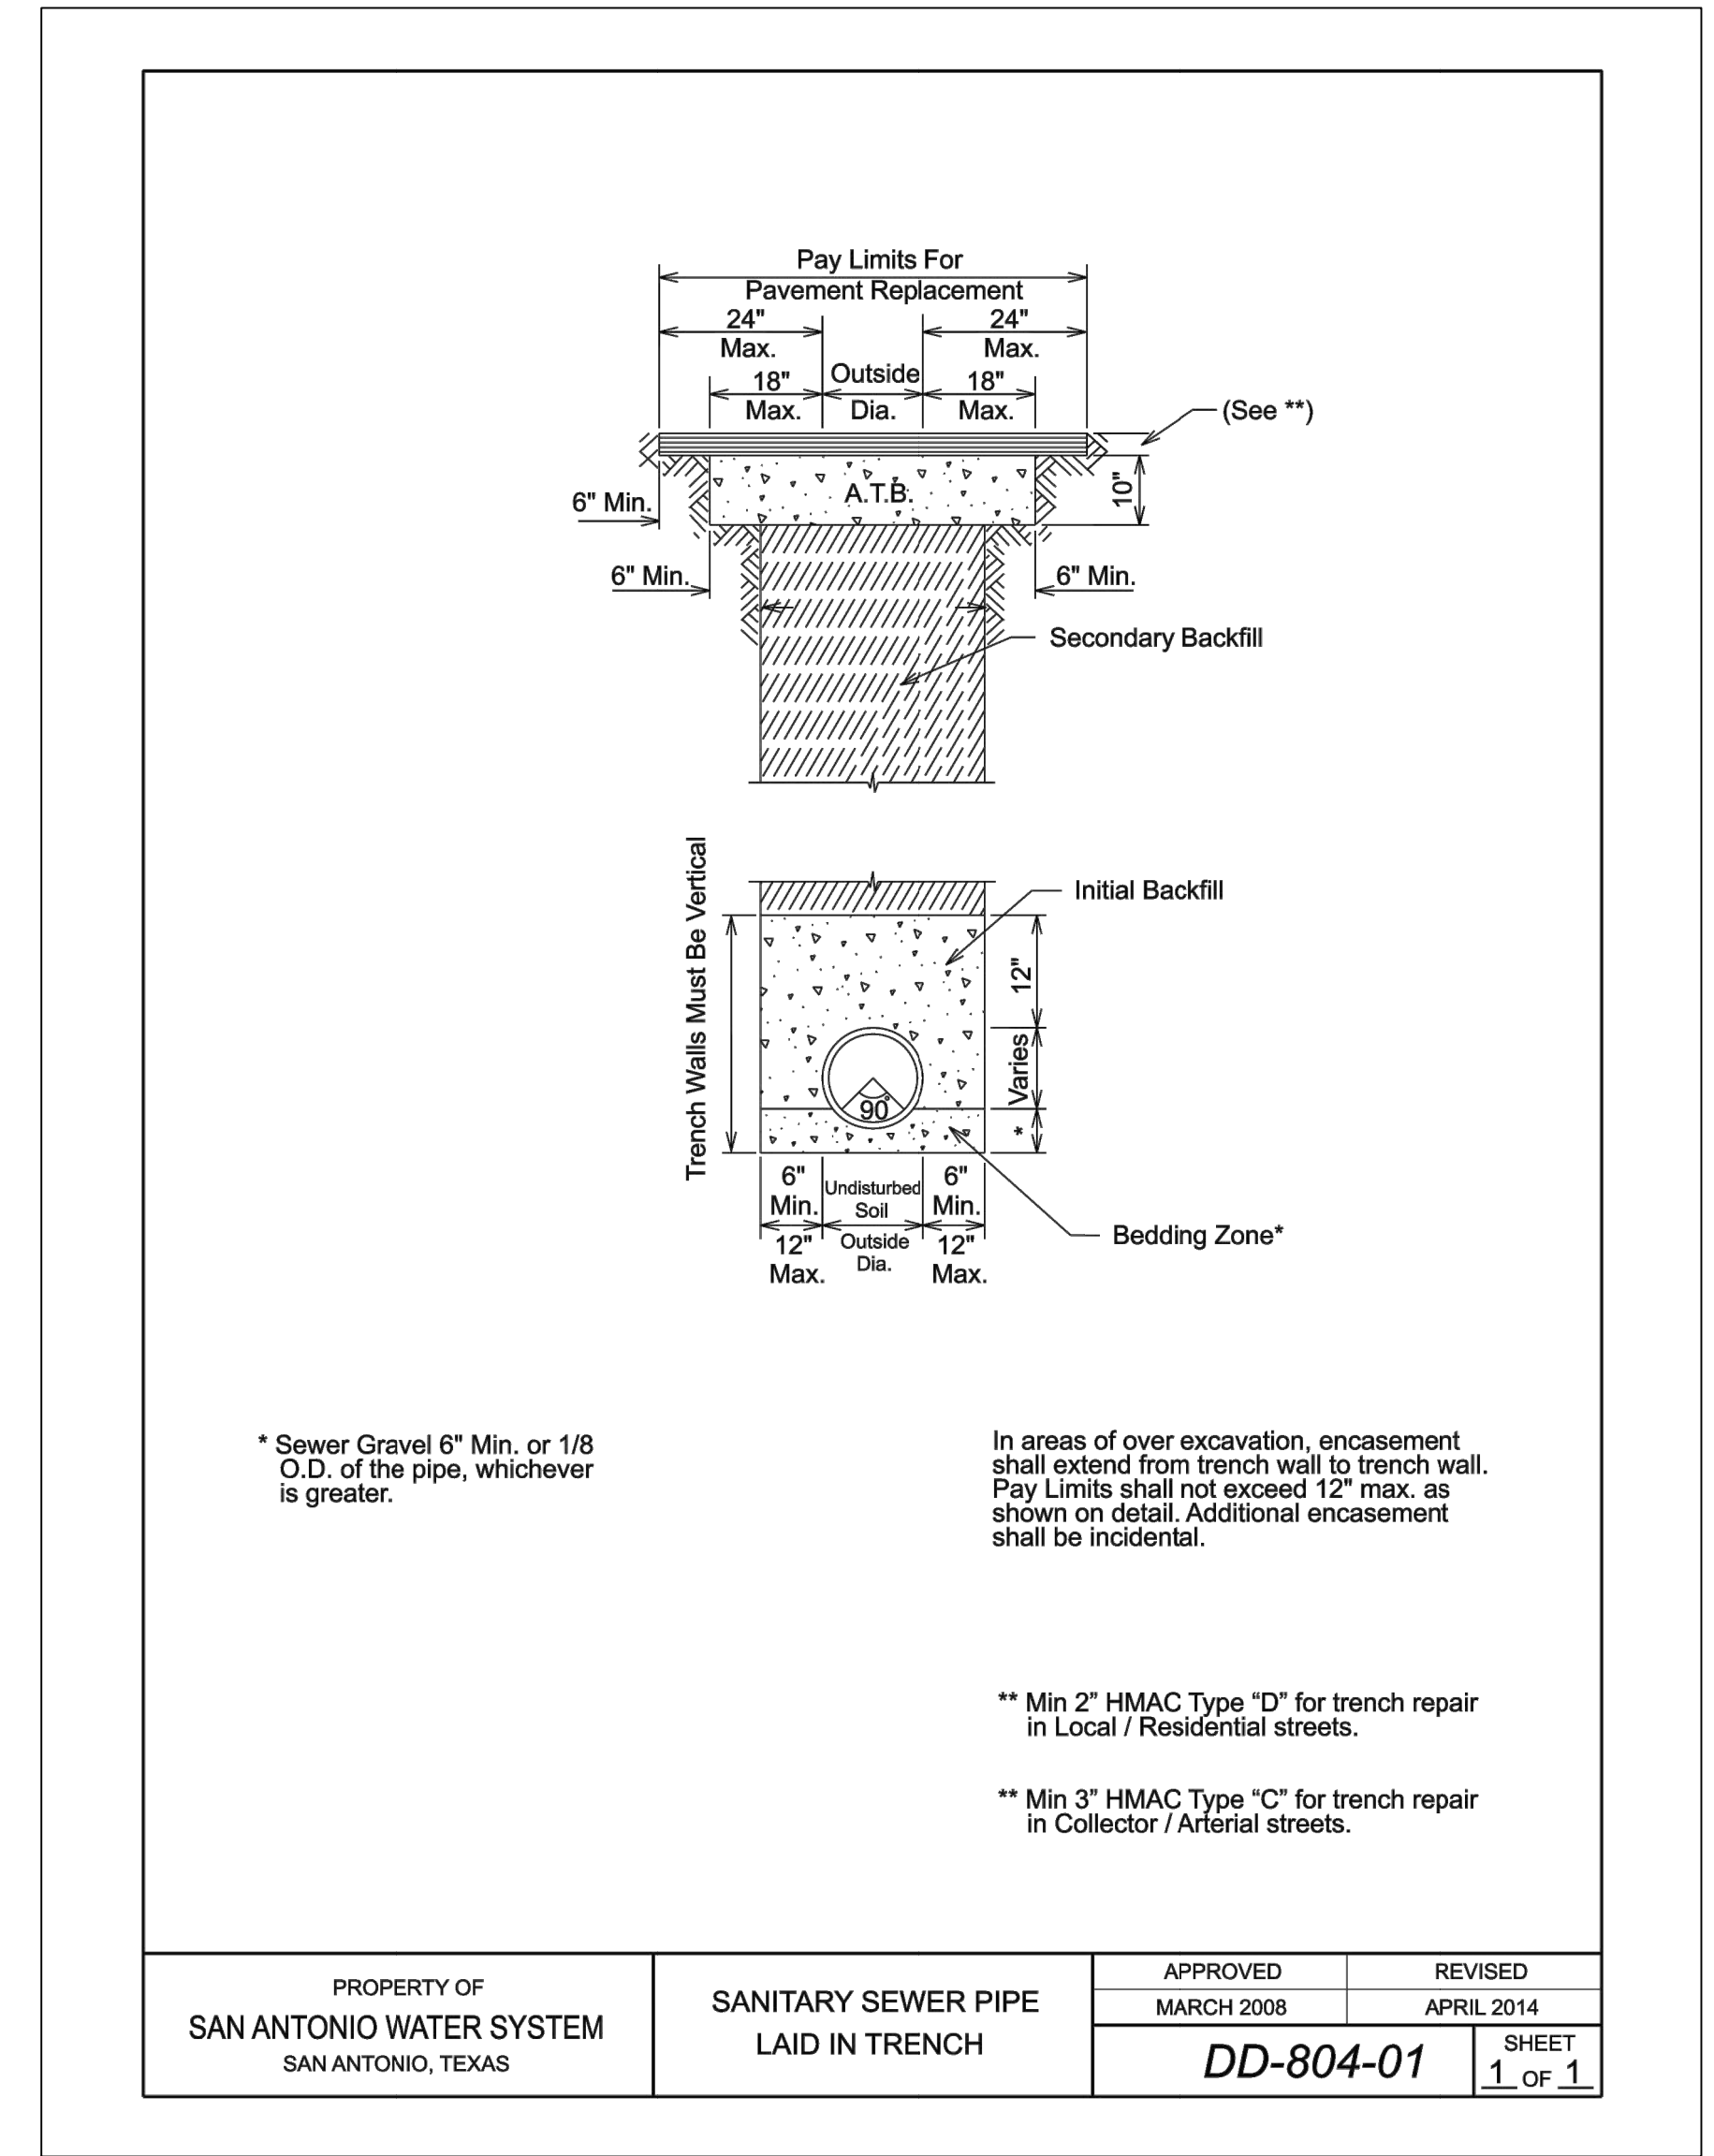 Pay Limits For
Pavement Replacement
24" 24"
Max. Max.
18" Outside 18"
Max. Dia. Max.
(See **)
A.T.B.
10"
6" Min.
6" Min. 6" Min.
Secondary Backfill
Trench Walls Must Be Vertical
Initial Backfill
12"
Varies
90°
*
6" Undisturbed 6"
Min. Soil Min.
12" Outside 12"
Max. Dia. Max.
Bedding Zone*
* Sewer Gravel 6" Min. or 1/8
O.D. of the pipe, whichever
is greater.
In areas of over excavation, encasement
shall extend from trench wall to trench wall.
Pay Limits shall not exceed 12" max. as
shown on detail. Additional encasement
shall be incidental.
** Min 2” HMAC Type “D” for trench repair
in Local / Residential streets.
** Min 3” HMAC Type “C” for trench repair
in Collector / Arterial streets.
PROPERTY OF
SAN ANTONIO WATER SYSTEM
SAN ANTONIO, TEXAS
SANITARY SEWER PIPE
LAID IN TRENCH
APPROVED REVISED
MARCH 2008 APRIL 2014
DD-804-01
SHEET
1 OF 1